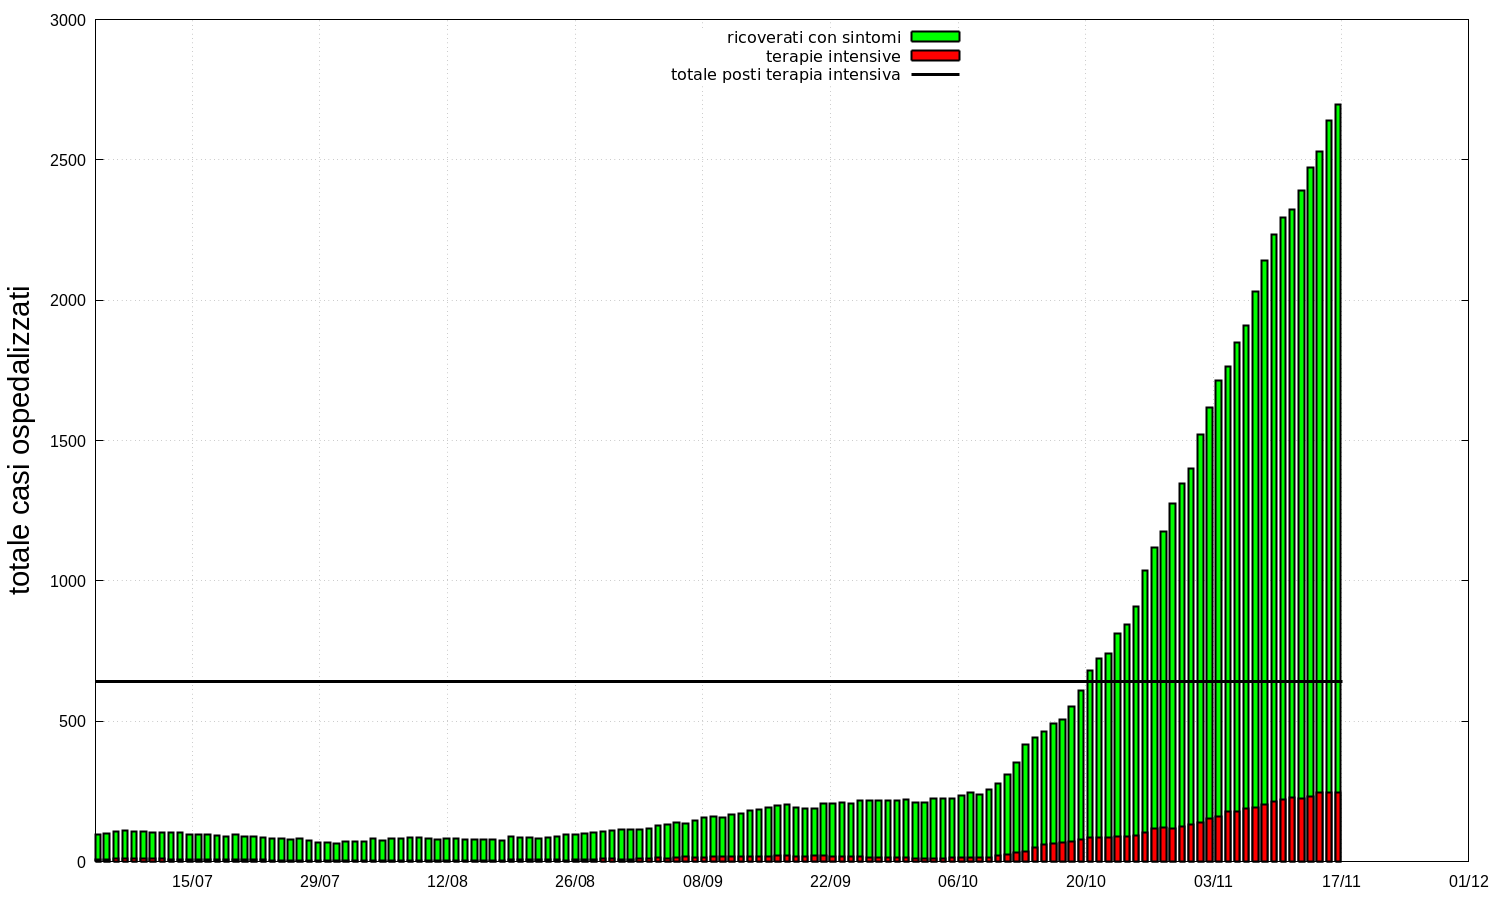 ricoverati con sintomi
terapie intensive
totale posti terapia intensiva
totale casi ospedalizzati
3000
2500
2000
1500
1000
500
0
15/07 29/07 12/08 26/08 08/09 22/09 06/10 20/10 03/11 17/11 01/12